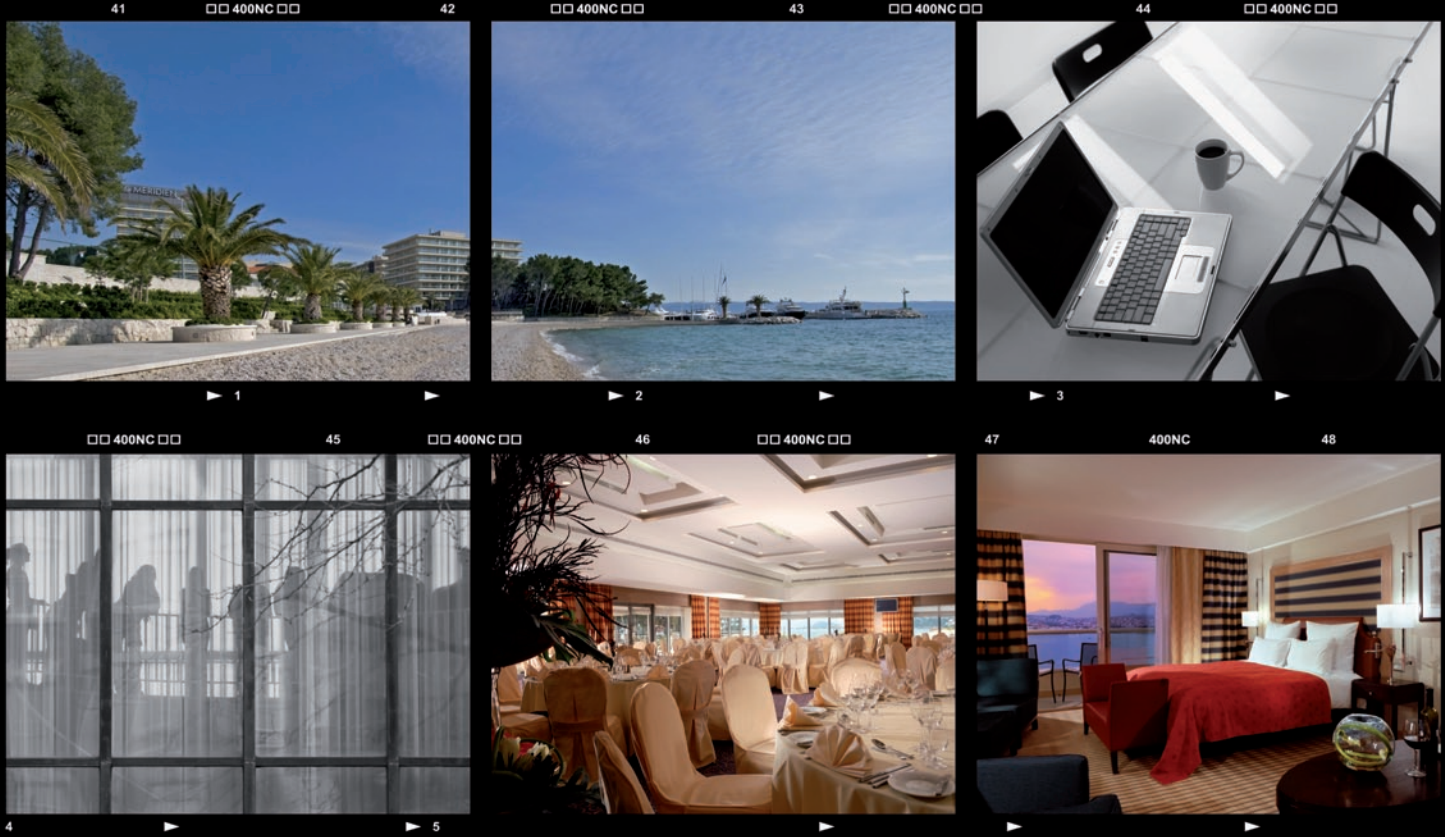 41 □□ 400NC □□ 42 □□ 400NC □□ 43 □□ 400NC □□ 44 □□ 400NC □□
MERIDIEN
► 1 ► ► 2 ► ► 3 ►
□□ 400NC □□ 45 □□ 400NC □□ 46 □□ 400NC □□ 47 400NC 48
4 ► ► 5 ► ► ►